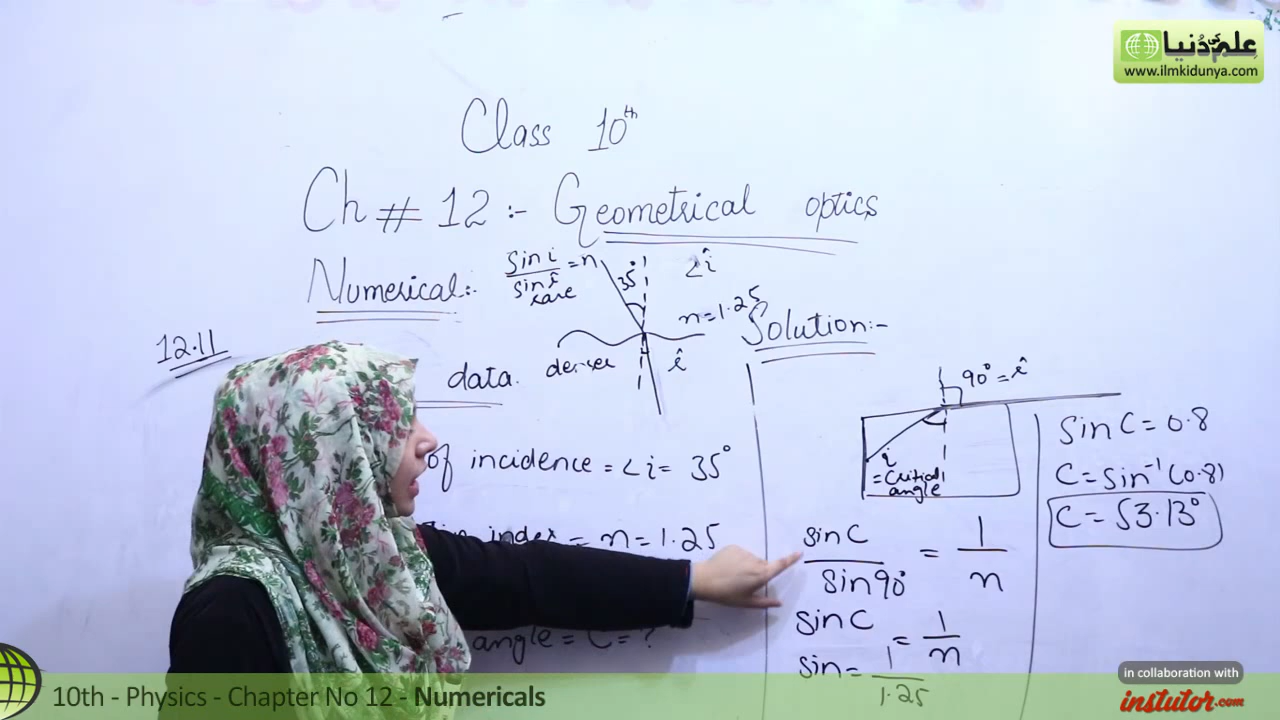 علم کی دُنیا
www.ilmkidunya.com
Class 10th
Ch # 12 :- Geometrical optics
Numerical:-
sin i / sin r̂ = n
rare
35°
<î
n=1.25
denser
r̂
12.11
data.
Solution:-
of incidence = <i = 35°
index = n = 1.25
angle = C = ?
90° = r̂
i
= Critical angle
sin C / sin 90° = 1 / n
sin C = 1 / n
sin = 1 / 1.25
Sin C = 0.8
C = sin⁻¹ (0.8)
C = 53.13°
10th - Physics - Chapter No 12 - Numericals
in collaboration with
instutor.com